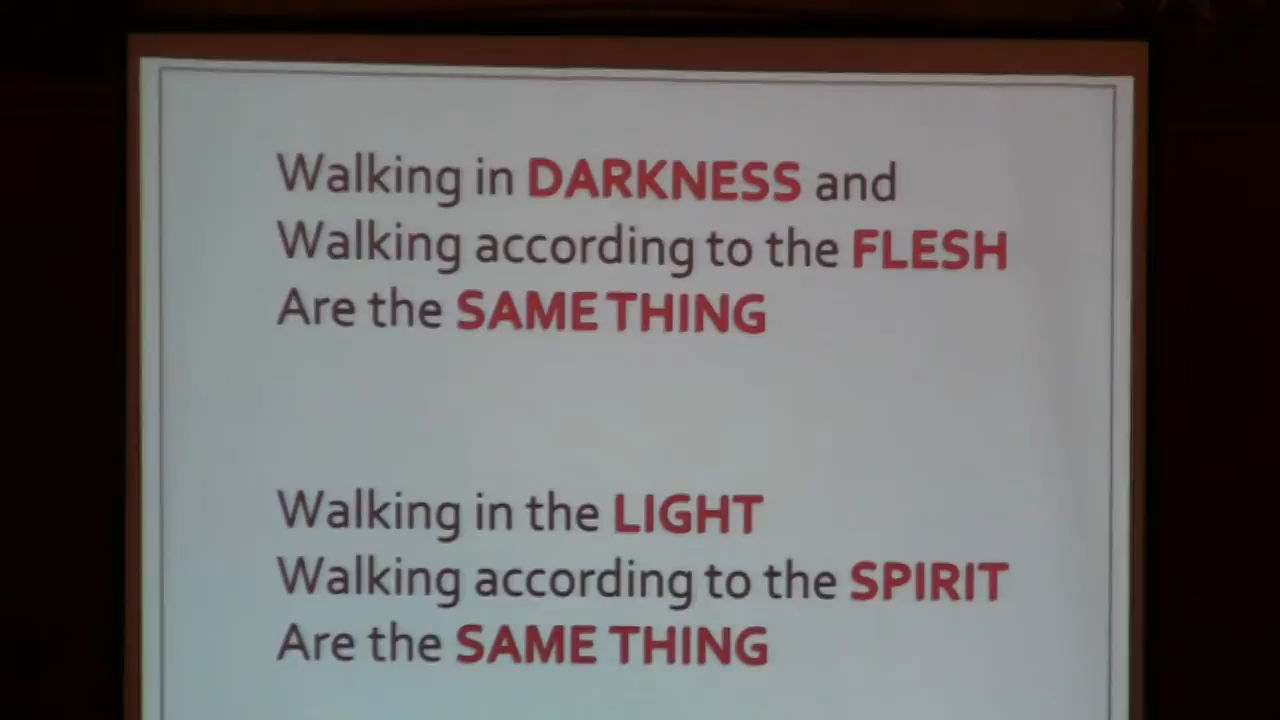 Walking in DARKNESS and
Walking according to the FLESH
Are the SAME THING
Walking in the LIGHT
Walking according to the SPIRIT
Are the SAME THING